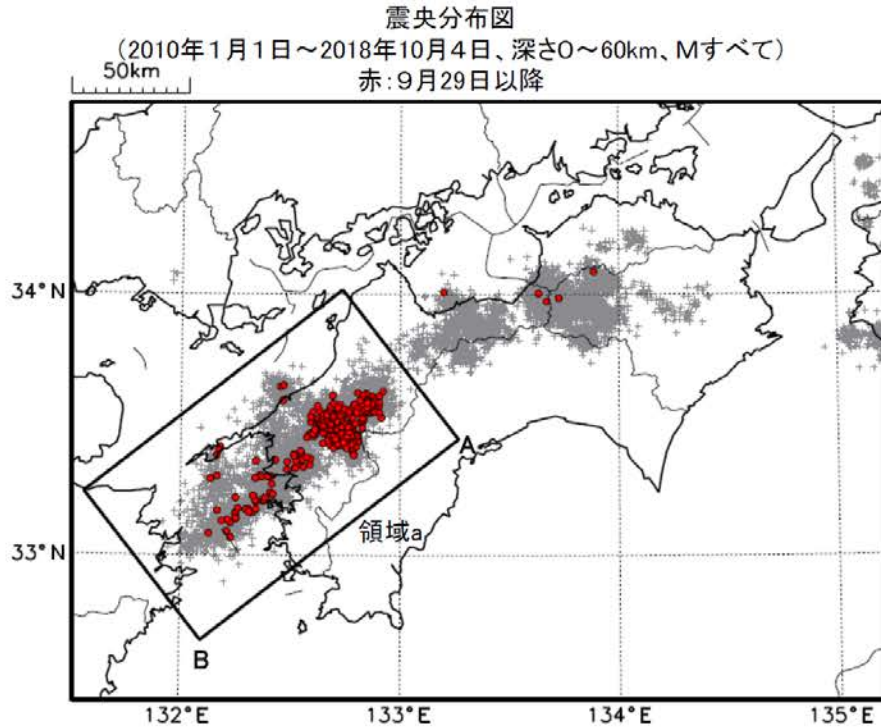 震央分布図
（2010年１月１日～2018年10月４日、深さ０～60km、Ｍすべて）
赤：９月29日以降
50km
34°N
A
領域a
33°N
B
132°E
133°E
134°E
135°E